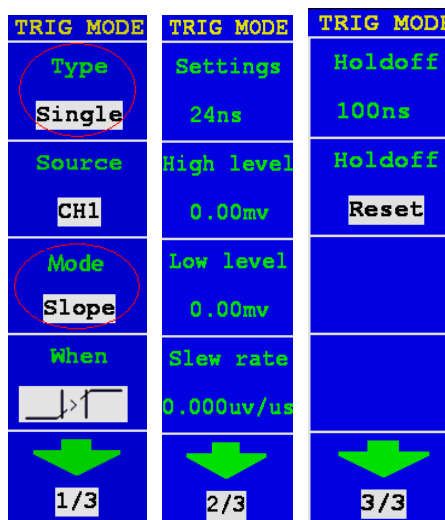 TRIG MODE
Type
Single
Source
CH1
Mode
Slope
When
1/3
TRIG MODE
Settings
24ns
High level
0.00mv
Low level
0.00mv
Slew rate
0.000uv/us
2/3
TRIG MODE
Holdoff
100ns
Holdoff
Reset
3/3